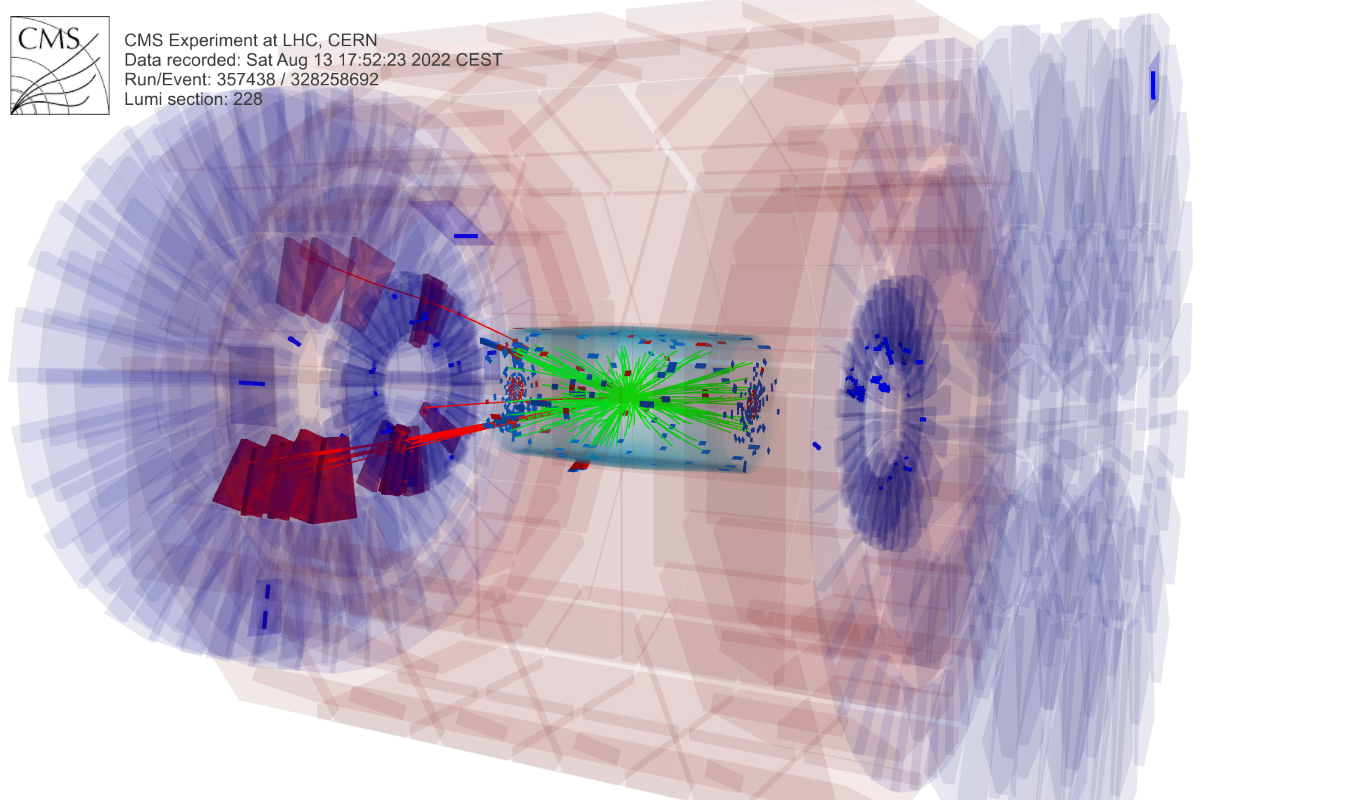 CMS
CMS Experiment at LHC, CERN
Data recorded: Sat Aug 13 17:52:23 2022 CEST
Run/Event: 357438 / 328258692
Lumi section: 228